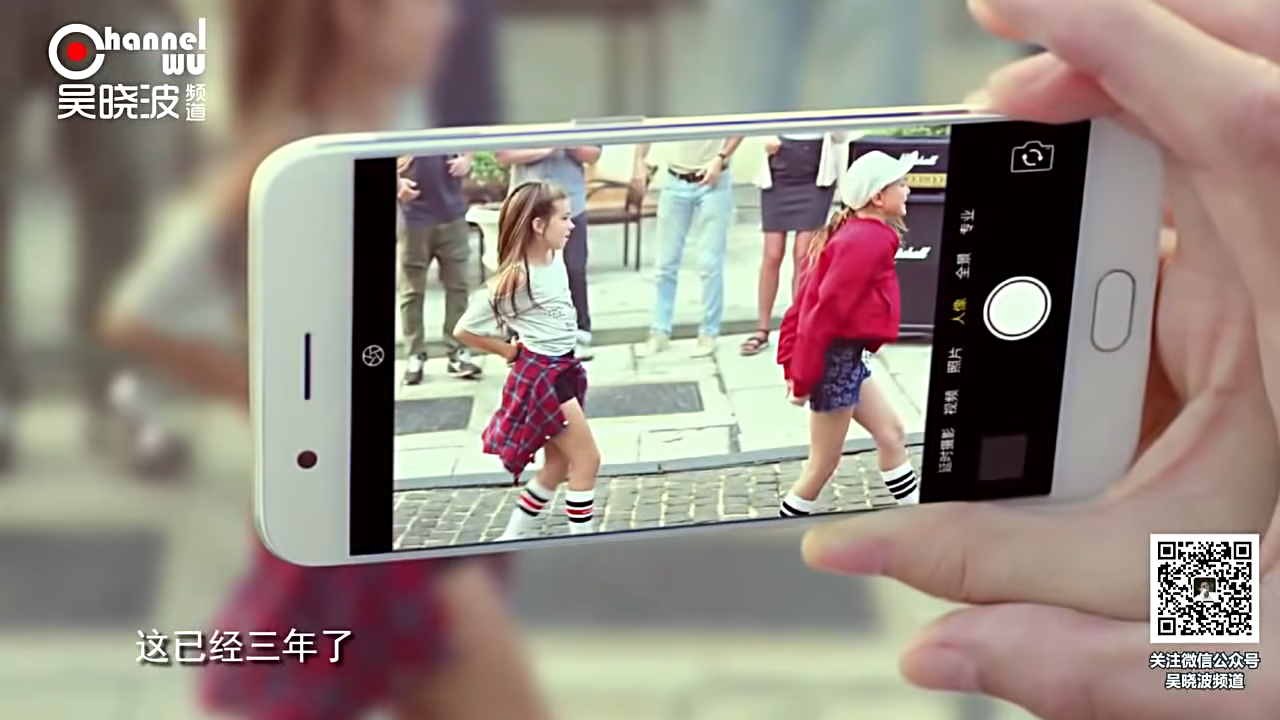 Channel
wu
吴晓波频道
Marshall
专业
全景
人像
照片
视频
延时摄影
这已经三年了
关注微信公众号
吴晓波频道